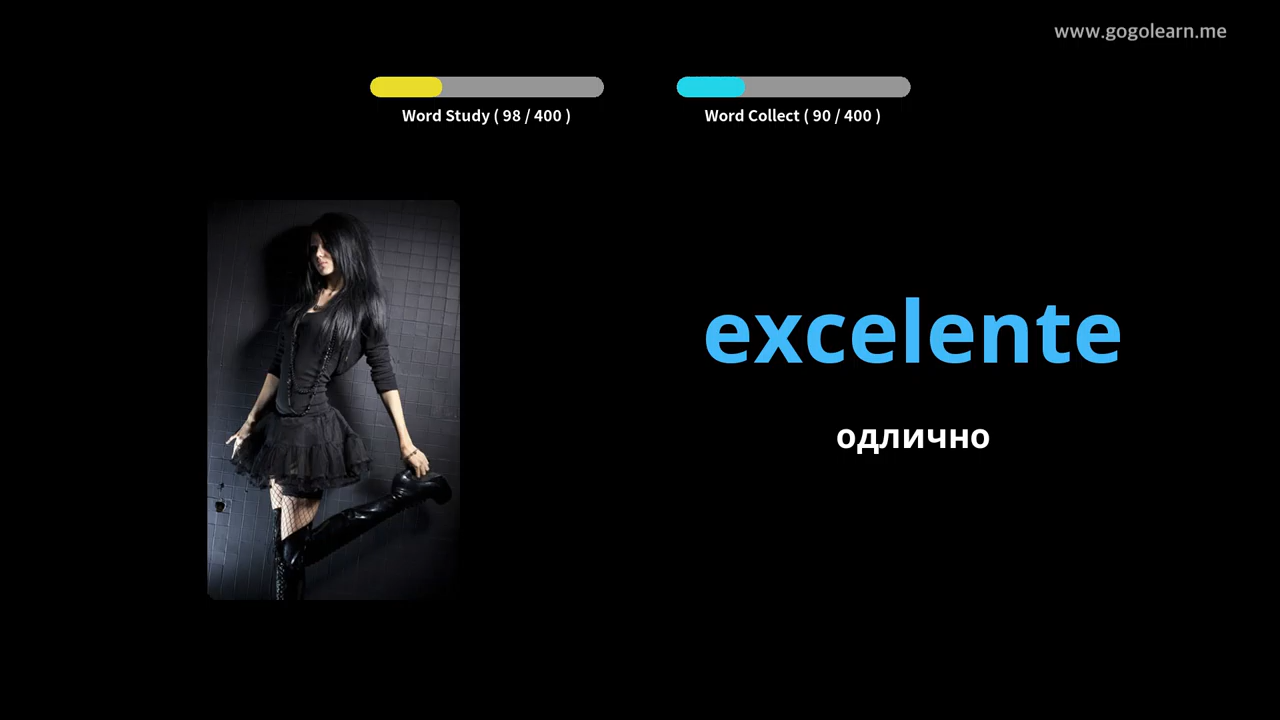 www.gogolearn.me
Word Study ( 98 / 400 )
Word Collect ( 90 / 400 )
excelente
одлично